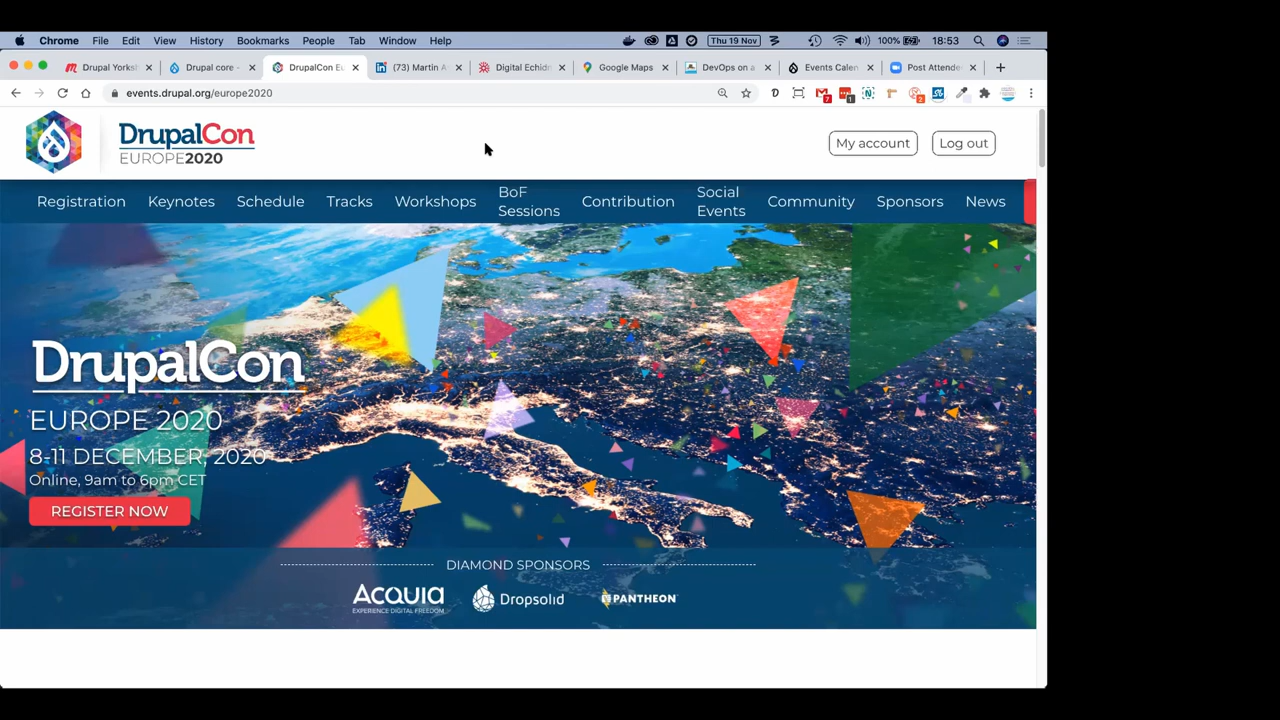 Chrome File Edit View History Bookmarks People Tab Window Help Thu 19 Nov 100% 18:53
Drupal Yorksh Drupal core - DrupalCon Eu (73) Martin A Digital Echidn Google Maps DevOps on a Events Calen Post Attende
events.drupal.org/europe2020
DrupalCon
EUROPE2020
My account Log out
Registration Keynotes Schedule Tracks Workshops BoF Sessions Contribution Social Events Community Sponsors News
DrupalCon
EUROPE 2020
8-11 DECEMBER, 2020
Online, 9am to 6pm CET
REGISTER NOW
DIAMOND SPONSORS
ACQUIA Dropsolid PANTHEON
EXPERIENCE DIGITAL FREEDOM